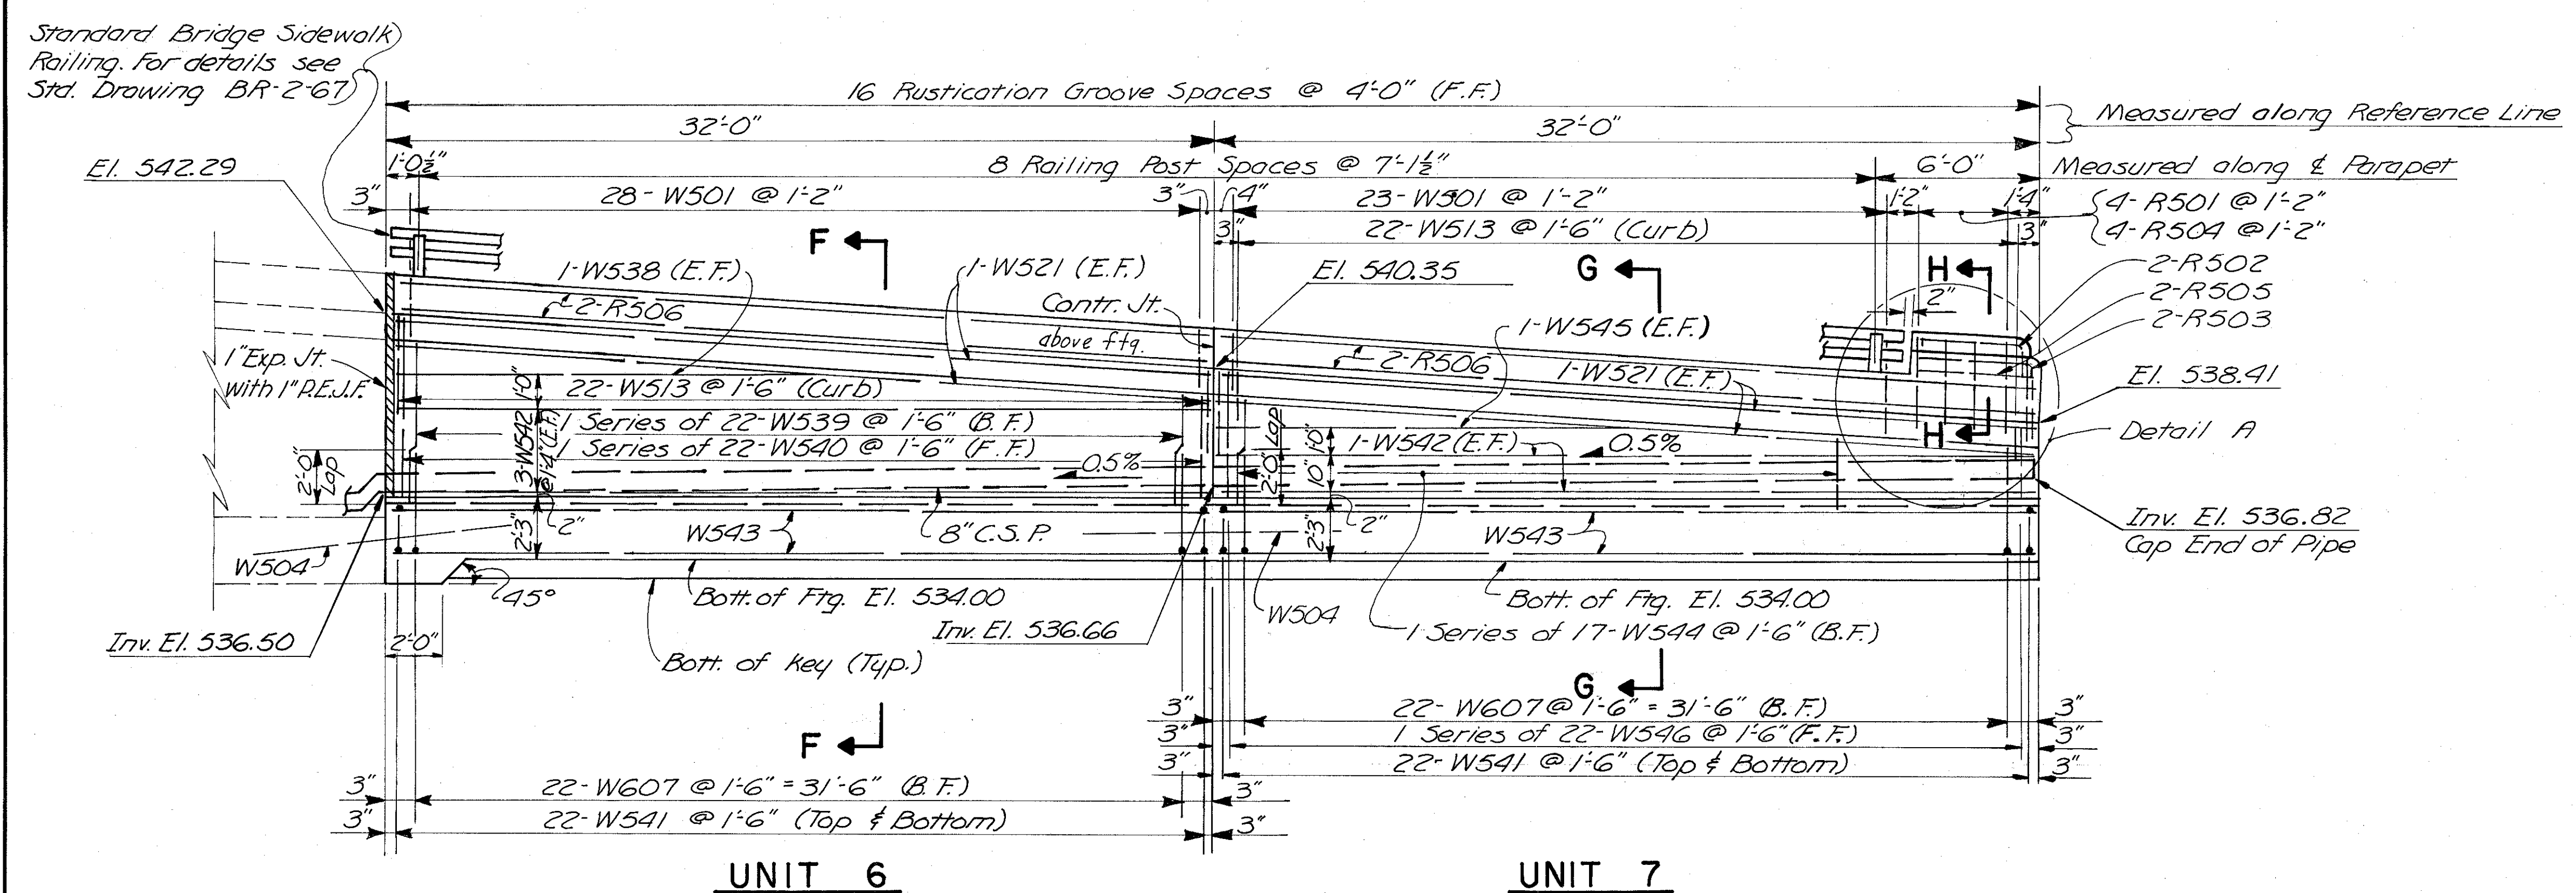 Standard Bridge Sidewalk
Railing. For details see
Std. Drawing BR-2-67
16 Rustication Groove Spaces @ 4'-0" (F.F.)
Measured along Reference Line
32'-0"
32'-0"
El. 542.29
1'-0½"
8 Railing Post Spaces @ 7'-1½"
6'-0"
Measured along ℄ Parapet
3"
28-W501 @ 1'-2"
3"
4"
23-W501 @ 1'-2"
1'-2"
1'-4"
4-R501 @ 1'-2"
4-R504 @ 1'-2"
3"
22-W513 @ 1'-6" (Curb)
3"
F
1-W538 (E.F.)
1-W521 (E.F.)
El. 540.35
G
H
2-R502
2-R505
2-R503
2"
2-R506
Contr. Jt.
above ftg.
1-W545 (E.F.)
2-R506
1-W521 (E.F.)
El. 538.41
1" Exp. Jt.
with 1" P.E.J.F.
1'-0"
22-W513 @ 1'-6" (Curb)
3-W542
@ 1'-4" (E.F.)
1 Series of 22-W539 @ 1'-6" (B.F.)
1 Series of 22-W540 @ 1'-6" (F.F.)
2'-0"
Lap
0.5%
2'-0" Lap
10"
1'-0"
1-W542 (E.F.)
0.5%
H
Detail A
2'-3"
2"
W543
8" C.S.P.
2'-3"
2"
W543
Inv. El. 536.82
Cap End of Pipe
W504
45°
Bott. of Ftg. El. 534.00
W504
Bott. of Ftg. El. 534.00
Inv. El. 536.50
2'-0"
Bott. of key (Typ.)
Inv. El. 536.66
1 Series of 17-W544 @ 1'-6" (B.F.)
G
3"
22-W607 @ 1'-6" = 31'-6" (B.F.)
3"
F
3"
1 Series of 22-W546 @ 1'-6" (F.F.)
3"
3"
22-W541 @ 1'-6" (Top & Bottom)
3"
3"
22-W607 @ 1'-6" = 31'-6" (B.F.)
3"
3"
22-W541 @ 1'-6" (Top & Bottom)
3"
UNIT 6
UNIT 7